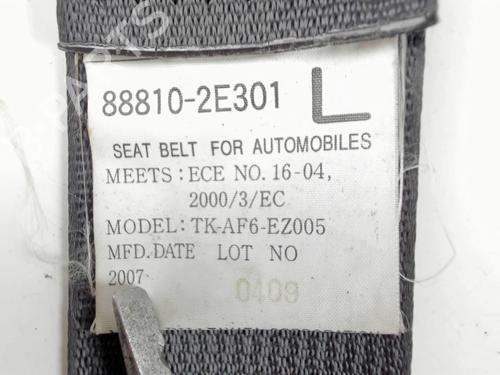 88810-2E301 L
SEAT BELT FOR AUTOMOBILES
MEETS : ECE NO. 16-04,
2000/3/EC
MODEL: TK-AF6-EZ005
MFD.DATE LOT NO
2007
0409